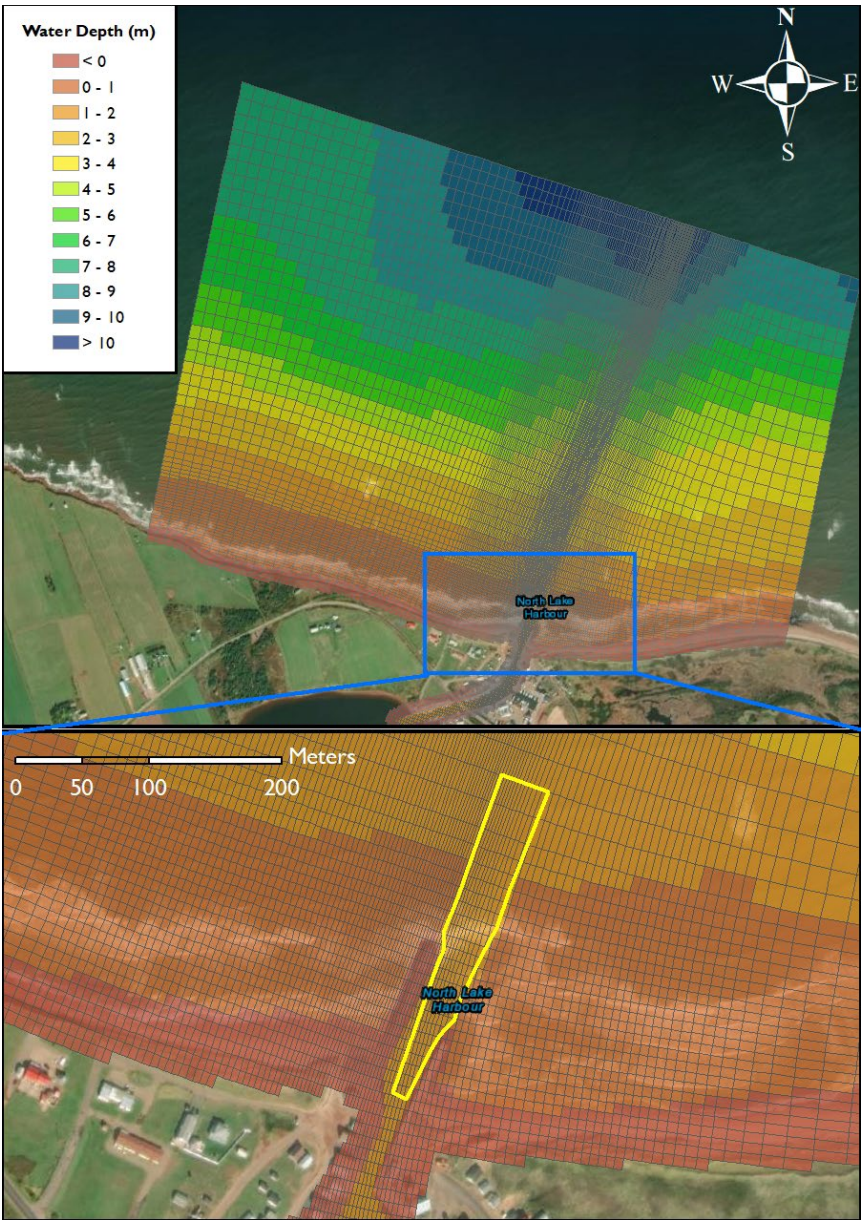 Water Depth (m)
< 0
0 - 1
1 - 2
2 - 3
3 - 4
4 - 5
5 - 6
6 - 7
7 - 8
8 - 9
9 - 10
> 10
N
W
E
S
North Lake
Harbour
Meters
0 50 100 200
North Lake
Harbour